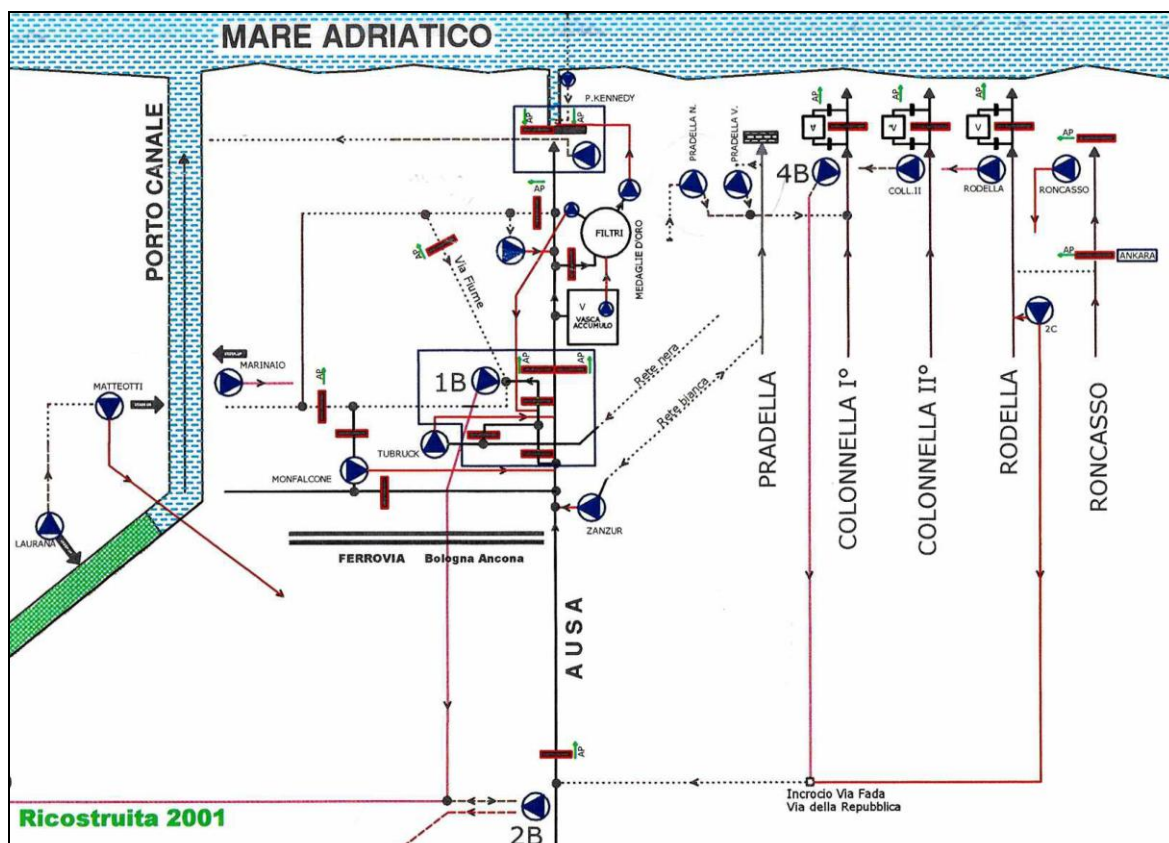 MARE ADRIATICO
PORTO CANALE
P.KENNEDY
AP
AP
AP
AP
AP
AP
AP
AP
PRADELLA N.
PRADELLA V.
4B
V
COLL.II
RODELLA
RONCASSO
FILTRI
MEDAGLIE D'ORO
V
VASCA
ACCUMULO
Via Fiume
AP
AP
ANKARA
2C
MARINAIO
MATTEOTTI
AP
AP
AP
1B
Rete nera
Rete bianca
TUBRUCK
MONFALCONE
ZANZUR
LAURANA
PRADELLA
COLONNELLA I°
COLONNELLA II°
RODELLA
RONCASSO
FERROVIA Bologna Ancona
AUSA
AP
Incrocio Via Fada
Via della Repubblica
Ricostruita 2001
2B